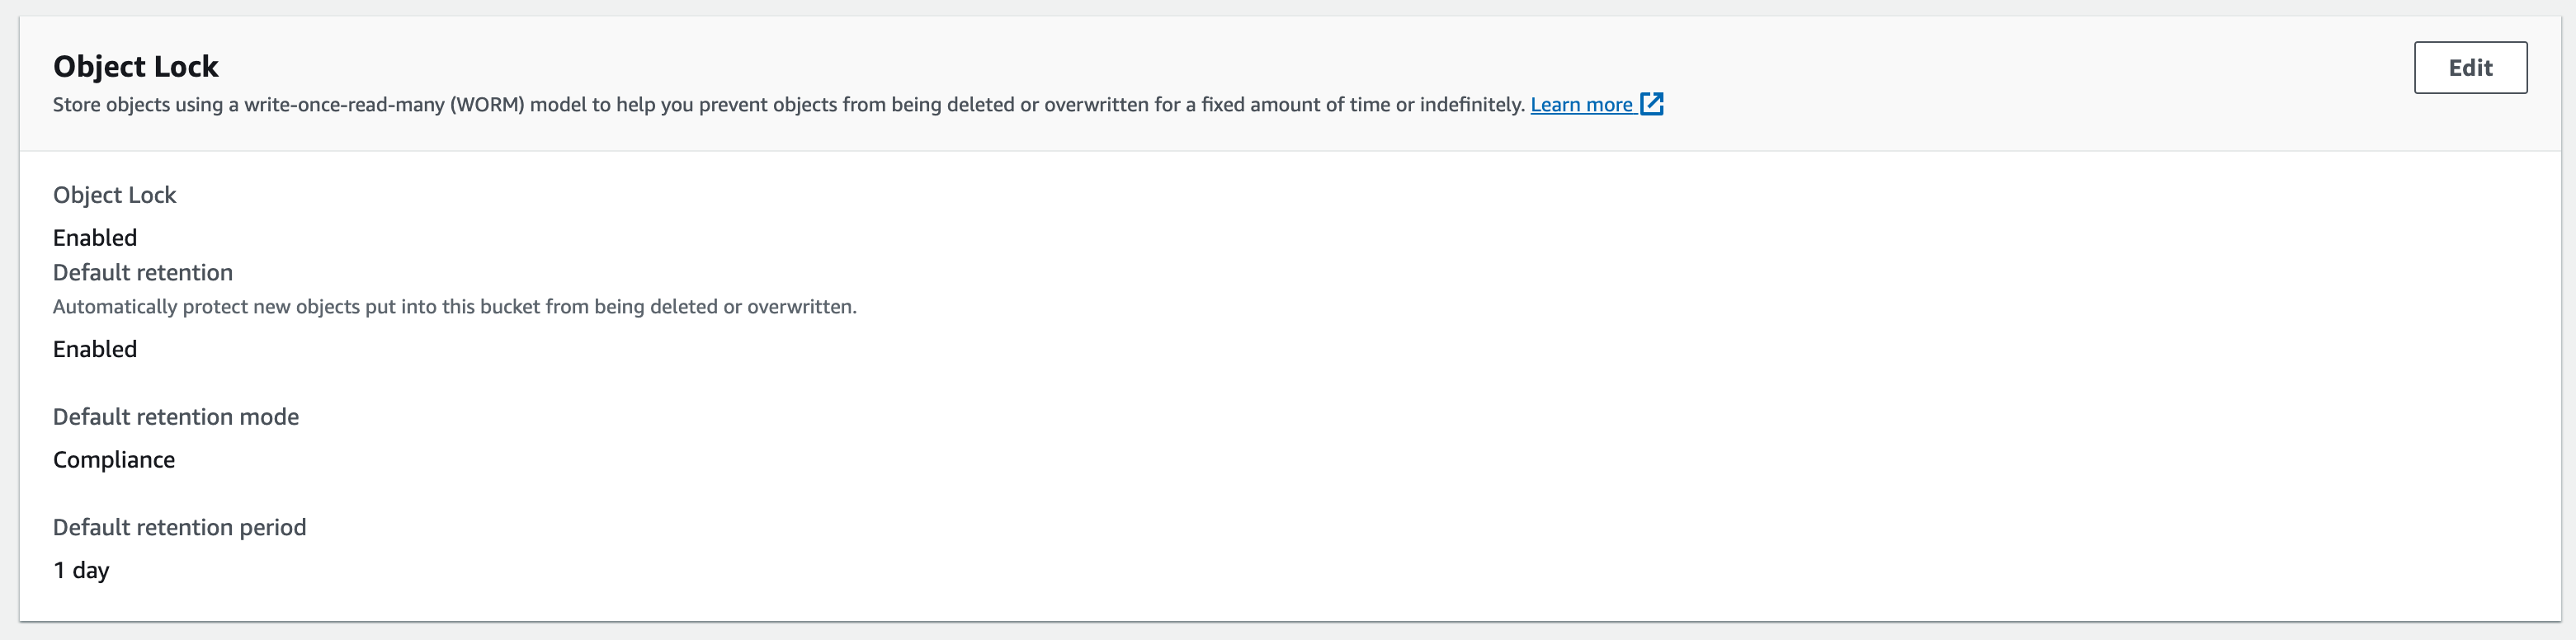 Object Lock
Edit
Store objects using a write-once-read-many (WORM) model to help you prevent objects from being deleted or overwritten for a fixed amount of time or indefinitely. Learn more
Object Lock
Enabled
Default retention
Automatically protect new objects put into this bucket from being deleted or overwritten.
Enabled
Default retention mode
Compliance
Default retention period
1 day